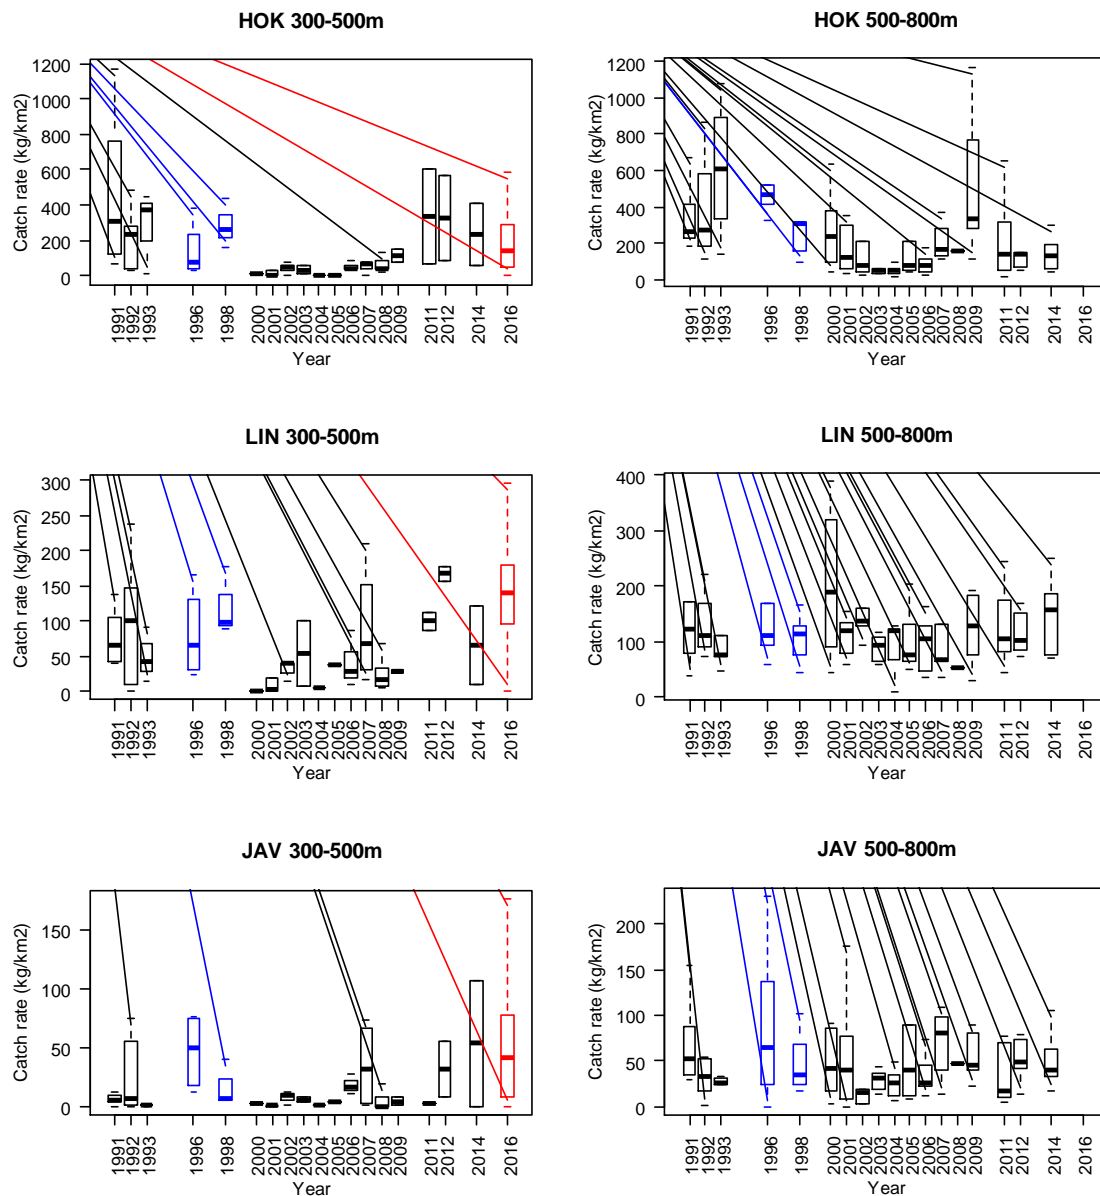 HOK 300-500m
Catch rate (kg/km2)
0 200 400 600 800 1000 1200
1991 1992 1993 1996 1998 2000 2001 2002 2003 2004 2005 2006 2007 2008 2009 2011 2012 2014 2016
Year
HOK 500-800m
Catch rate (kg/km2)
0 200 400 600 800 1000 1200
1991 1992 1993 1996 1998 2000 2001 2002 2003 2004 2005 2006 2007 2008 2009 2011 2012 2014 2016
Year
LIN 300-500m
Catch rate (kg/km2)
0 50 100 150 200 250 300
1991 1992 1993 1996 1998 2000 2001 2002 2003 2004 2005 2006 2007 2008 2009 2011 2012 2014 2016
Year
LIN 500-800m
Catch rate (kg/km2)
0 100 200 300 400
1991 1992 1993 1996 1998 2000 2001 2002 2003 2004 2005 2006 2007 2008 2009 2011 2012 2014 2016
Year
JAV 300-500m
Catch rate (kg/km2)
0 50 100 150
1991 1992 1993 1996 1998 2000 2001 2002 2003 2004 2005 2006 2007 2008 2009 2011 2012 2014 2016
Year
JAV 500-800m
Catch rate (kg/km2)
0 50 100 150 200
1991 1992 1993 1996 1998 2000 2001 2002 2003 2004 2005 2006 2007 2008 2009 2011 2012 2014 2016
Year